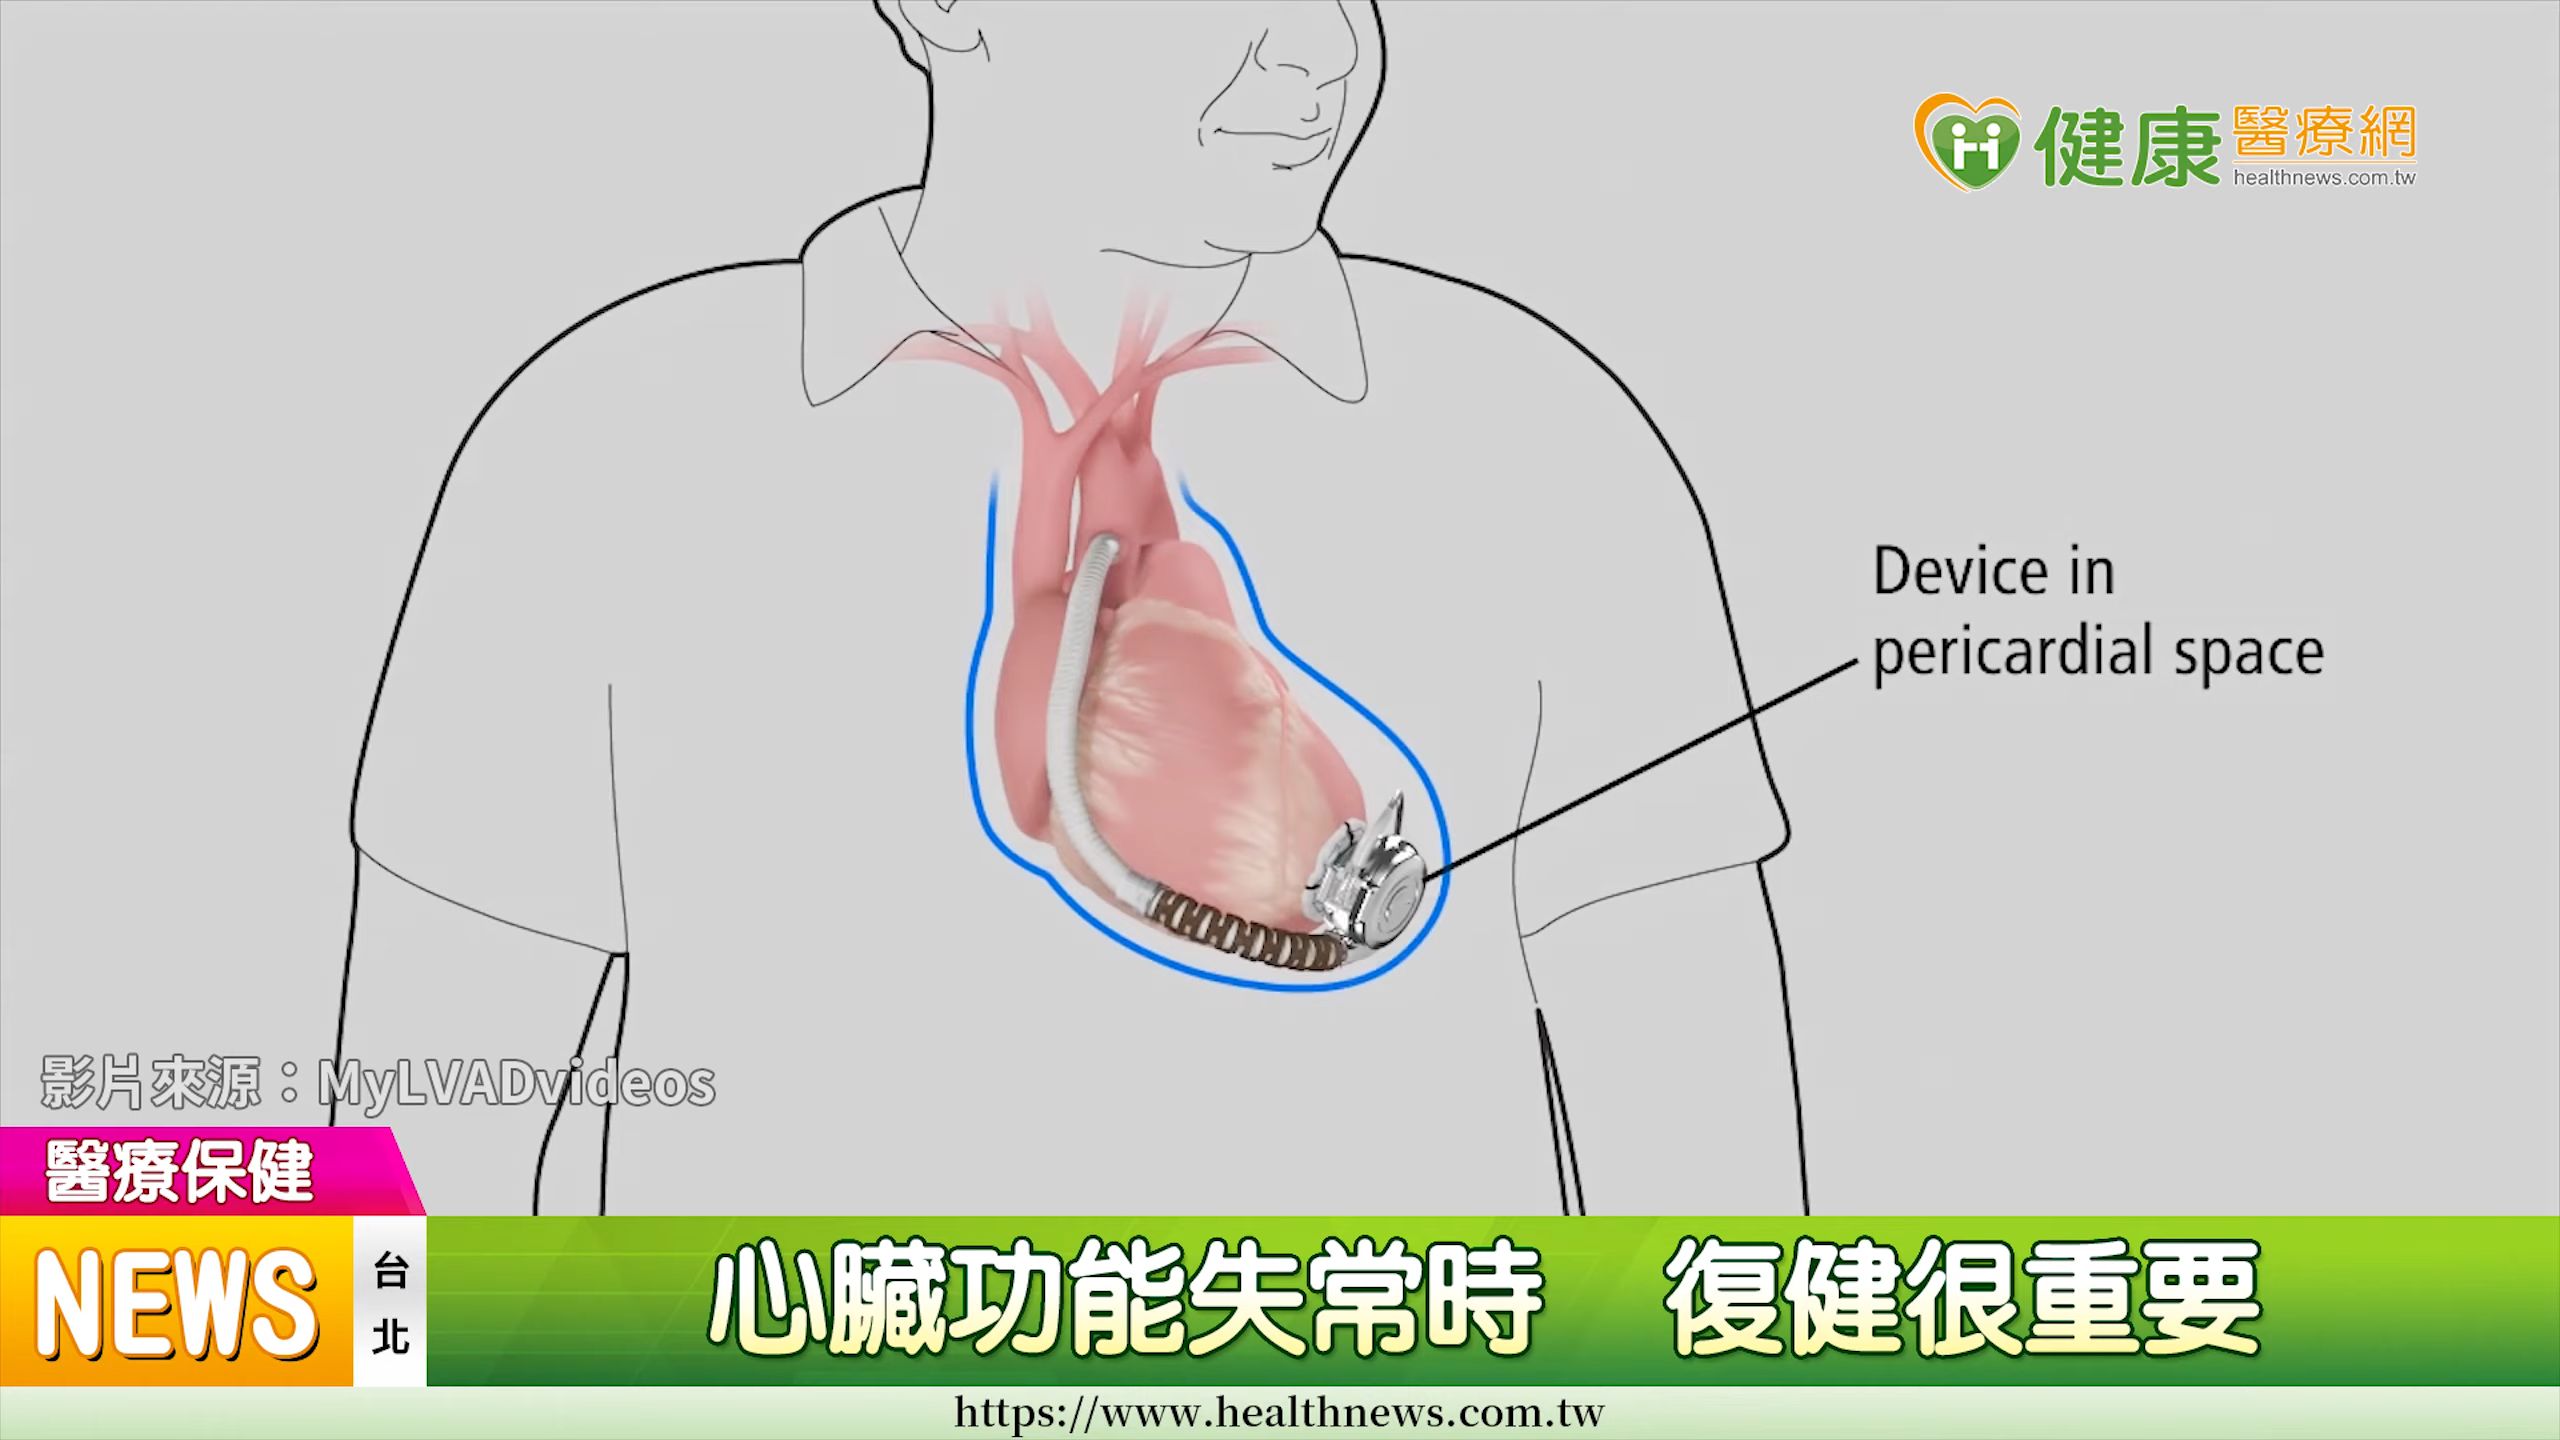 健康醫療網
healthnews.com.tw
Device in
pericardial space
影片來源：MyLVADvideos
醫療保健
NEWS
台北
心臟功能失常時　復健很重要
https://www.healthnews.com.tw